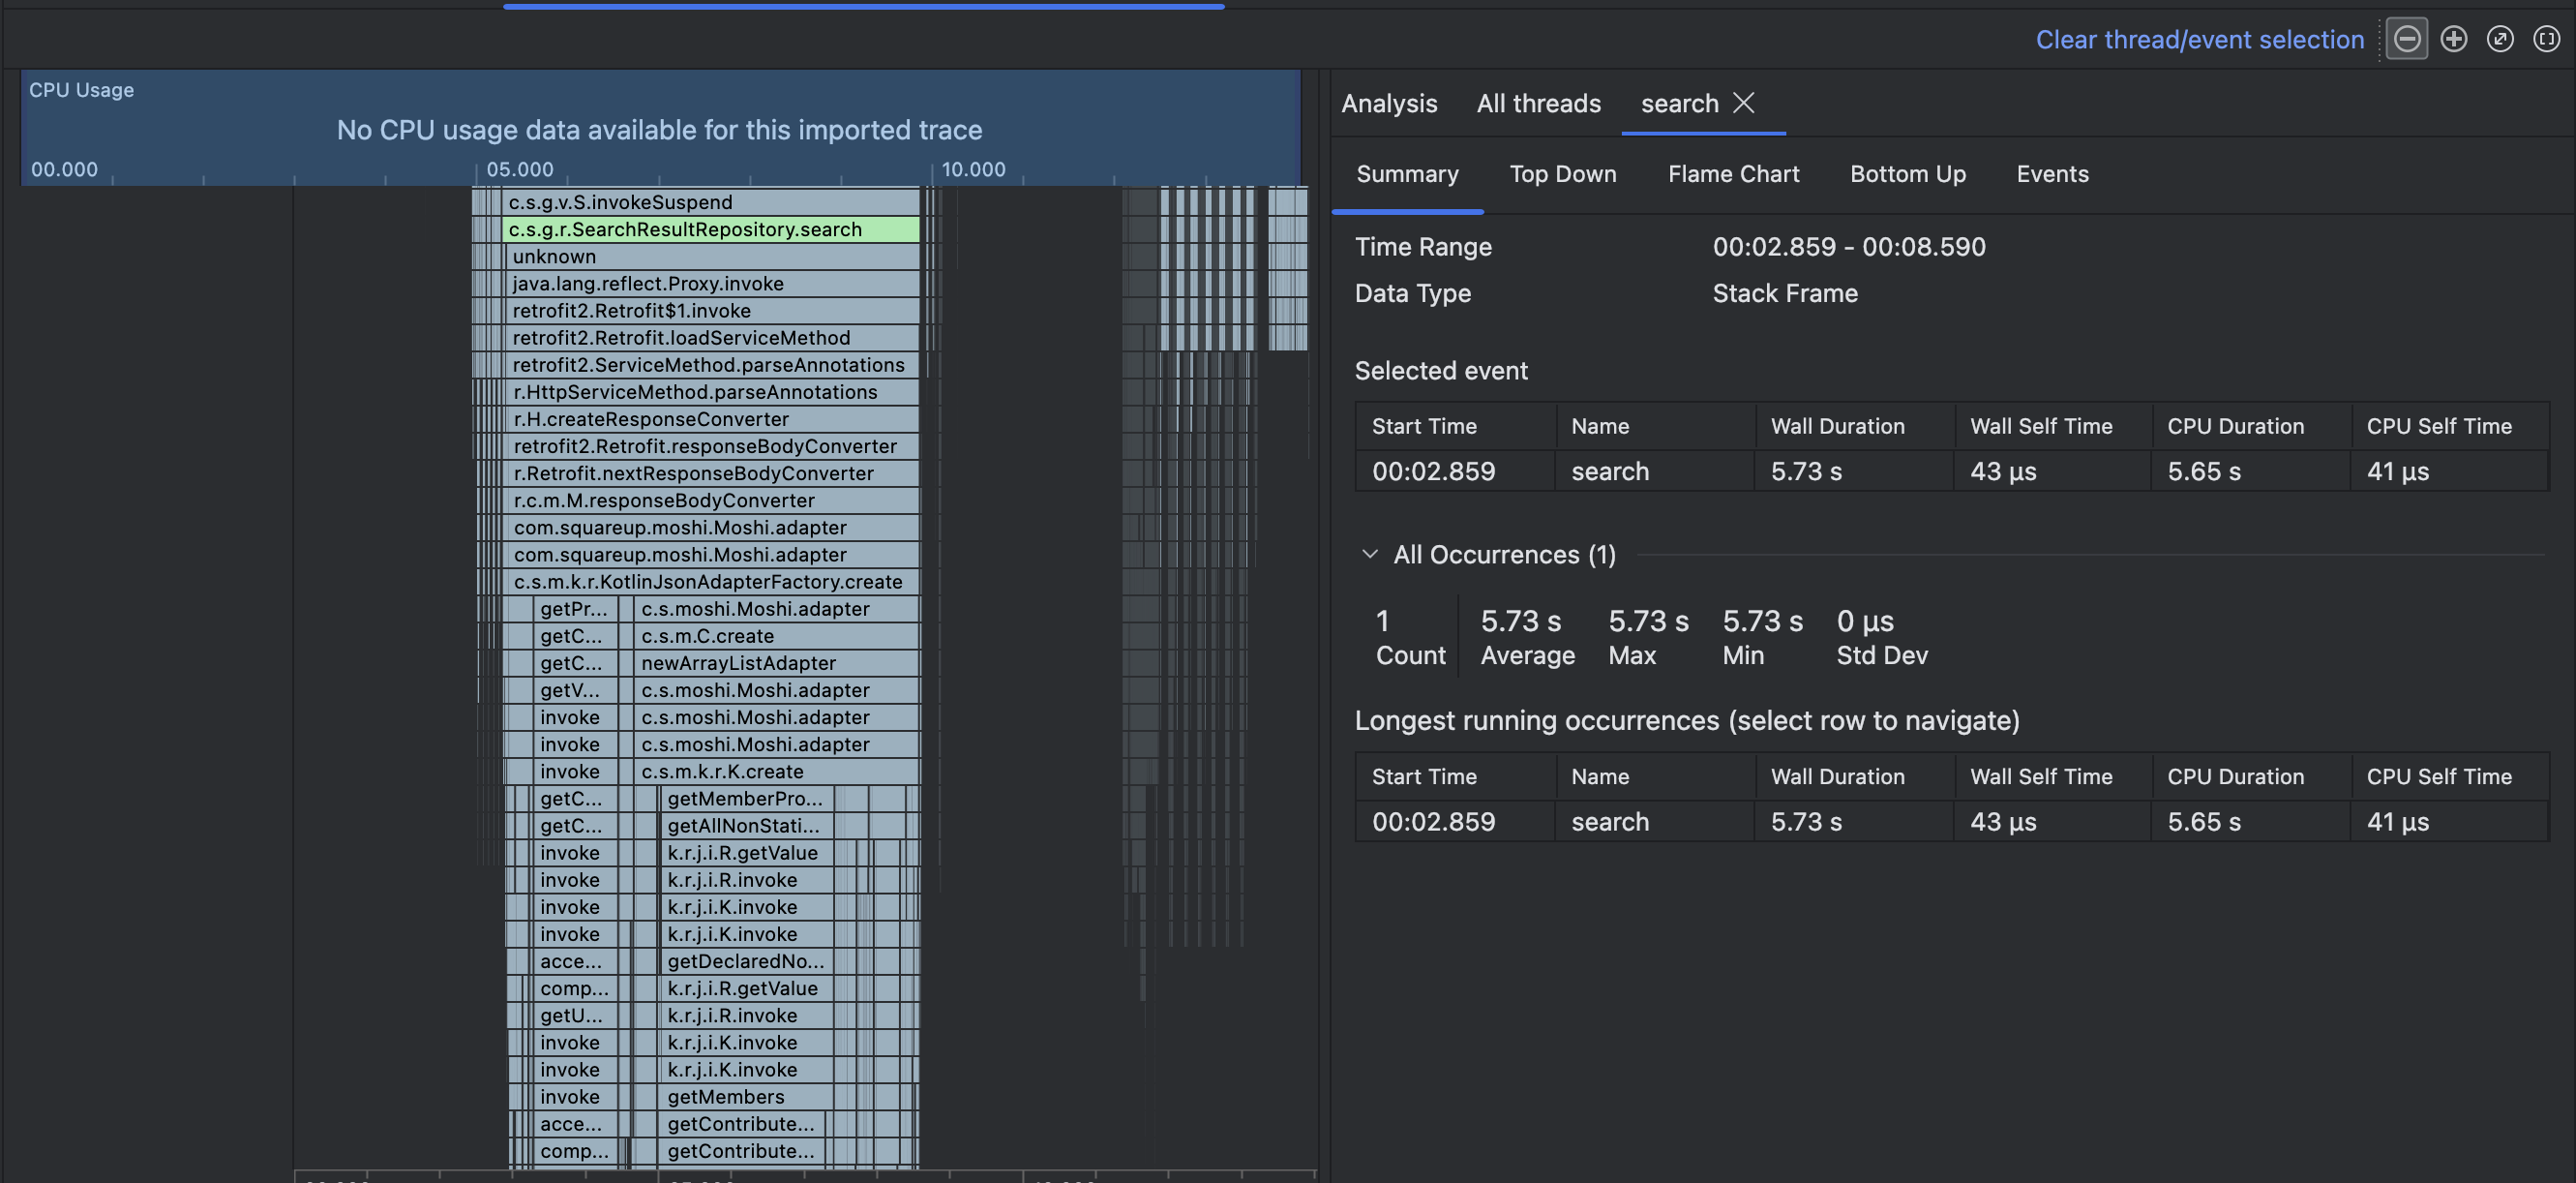 Clear thread/event selection
CPU Usage
No CPU usage data available for this imported trace
00.000
05.000
10.000
c.s.g.v.S.invokeSuspend
c.s.g.r.SearchResultRepository.search
unknown
java.lang.reflect.Proxy.invoke
retrofit2.Retrofit$1.invoke
retrofit2.Retrofit.loadServiceMethod
retrofit2.ServiceMethod.parseAnnotations
r.HttpServiceMethod.parseAnnotations
r.H.createResponseConverter
retrofit2.Retrofit.responseBodyConverter
r.Retrofit.nextResponseBodyConverter
r.c.m.M.responseBodyConverter
com.squareup.moshi.Moshi.adapter
com.squareup.moshi.Moshi.adapter
c.s.m.k.r.KotlinJsonAdapterFactory.create
getPr... c.s.moshi.Moshi.adapter
getC... c.s.m.C.create
getC... newArrayListAdapter
getV... c.s.moshi.Moshi.adapter
invoke c.s.moshi.Moshi.adapter
invoke c.s.moshi.Moshi.adapter
invoke c.s.m.k.r.K.create
getC... getMemberPro...
getC... getAllNonStati...
invoke k.r.j.i.R.getValue
invoke k.r.j.i.R.invoke
invoke k.r.j.i.K.invoke
invoke k.r.j.i.K.invoke
acce... getDeclaredNo...
comp... k.r.j.i.R.getValue
getU... k.r.j.i.R.invoke
invoke k.r.j.i.K.invoke
invoke k.r.j.i.K.invoke
invoke getMembers
acce... getContribute...
comp... getContribute...
Analysis All threads search
Summary Top Down Flame Chart Bottom Up Events
Time Range 00:02.859 - 00:08.590
Data Type Stack Frame
Selected event
Start Time Name Wall Duration Wall Self Time CPU Duration CPU Self Time
00:02.859 search 5.73 s 43 μs 5.65 s 41 μs
All Occurrences (1)
1 5.73 s 5.73 s 5.73 s 0 μs
Count Average Max Min Std Dev
Longest running occurrences (select row to navigate)
Start Time Name Wall Duration Wall Self Time CPU Duration CPU Self Time
00:02.859 search 5.73 s 43 μs 5.65 s 41 μs